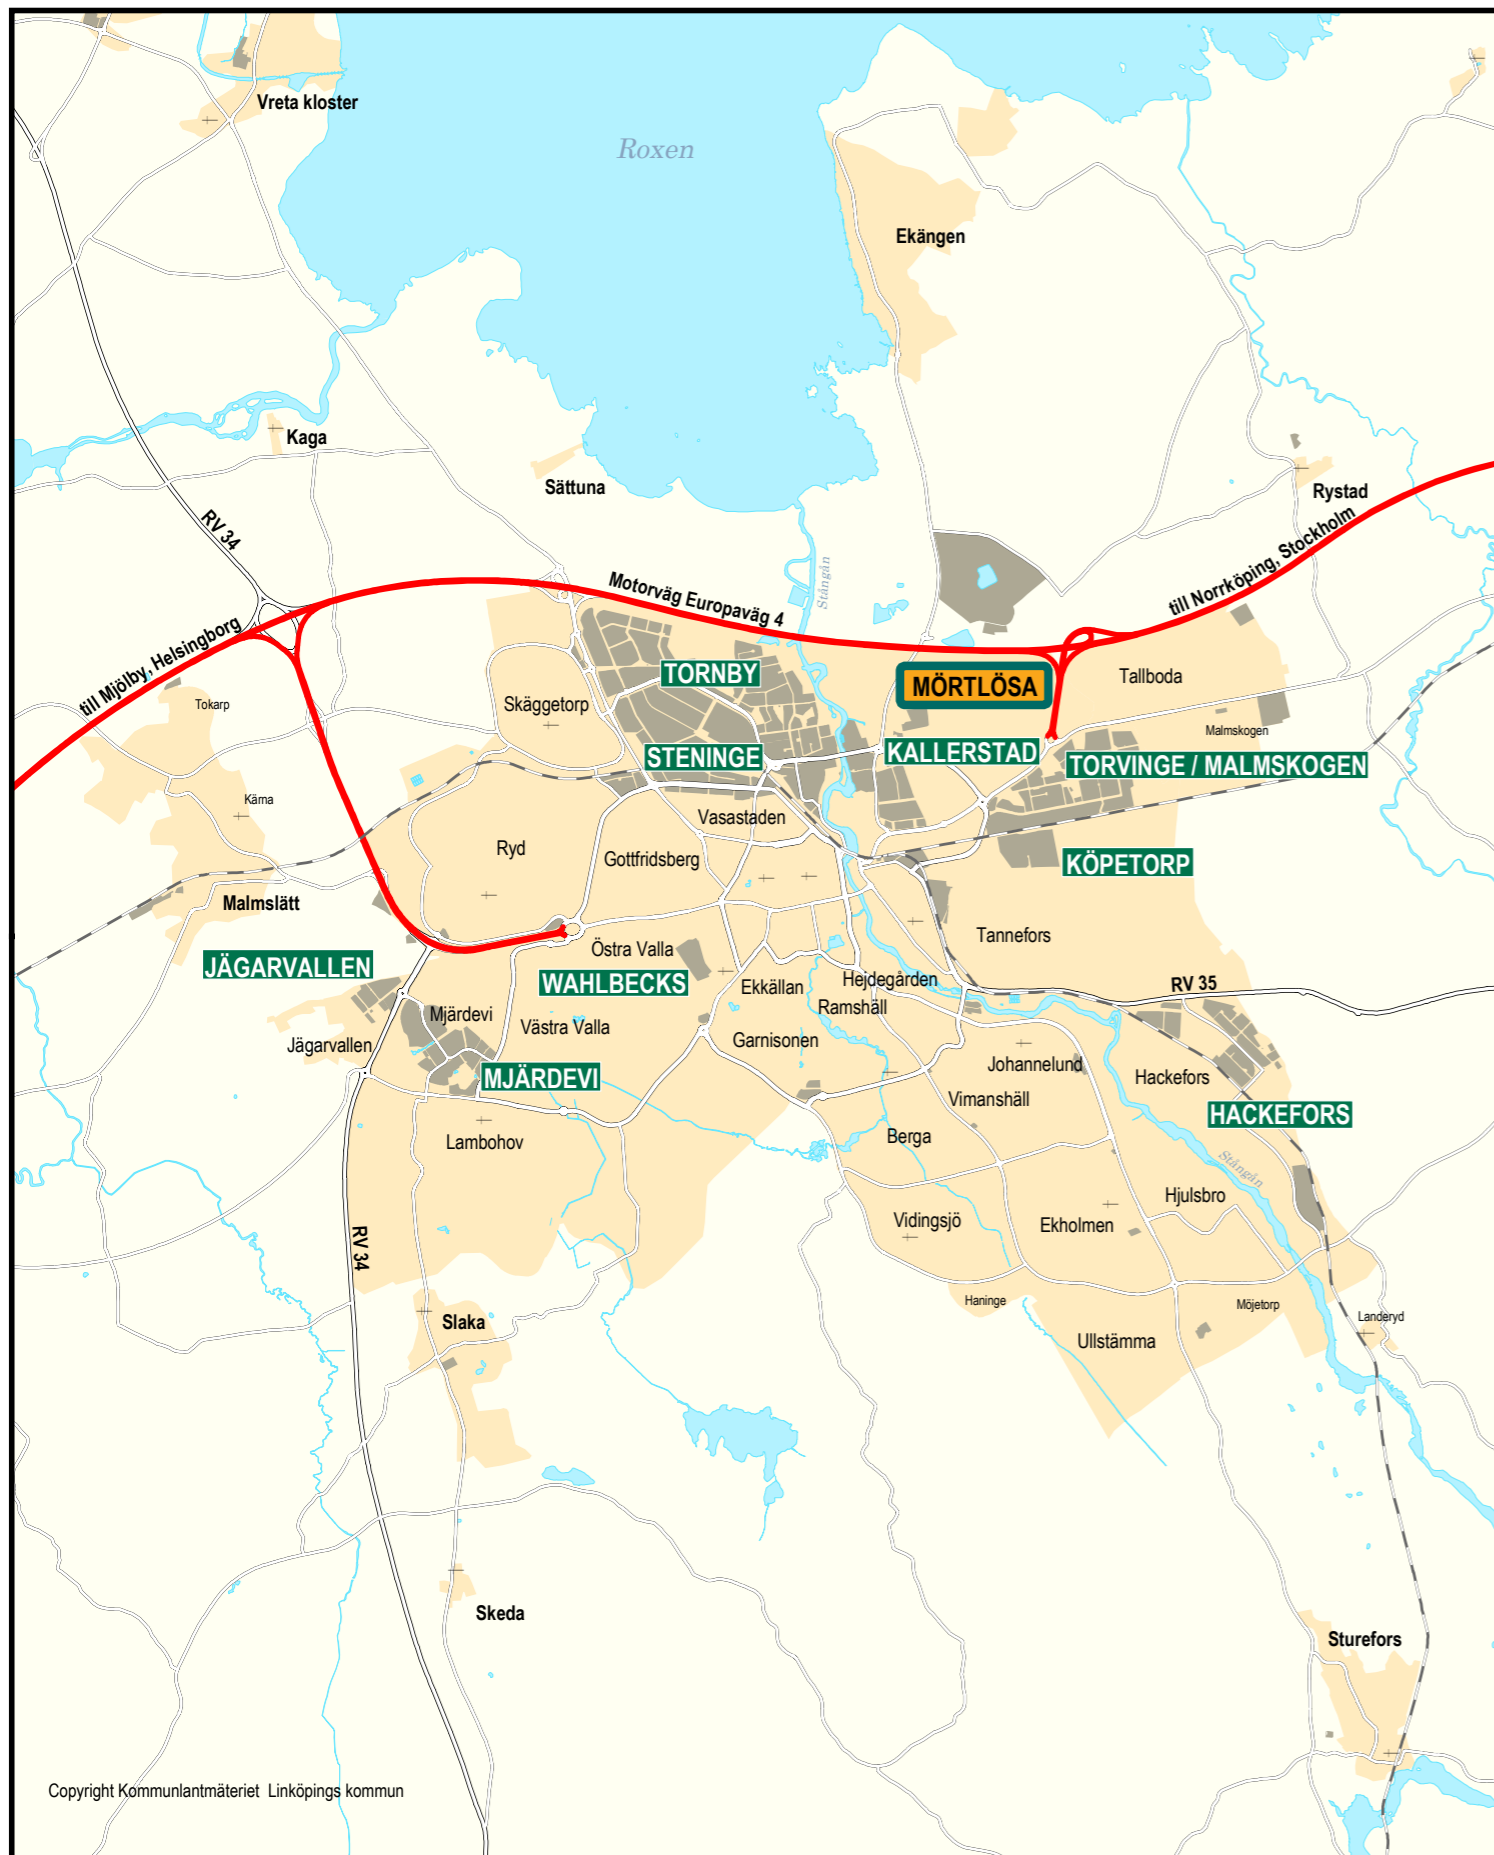 Vreta kloster
Roxen
Ekängen
Kaga
Sättuna
Rystad
RV 34
Motorväg Europaväg 4
Stångån
till Norrköping, Stockholm
till Mjölby, Helsingborg
TORNBY
MÖRTLÖSA
Tallboda
Tokarp
Skäggetorp
Malmskogen
STENINGE
KALLERSTAD
TORVINGE / MALMSKOGEN
Kärna
Vasastaden
Ryd
Gottfridsberg
KÖPETORP
Malmslätt
Tannefors
JÄGARVALLEN
Östra Valla
WAHLBECKS
Ekkällan
Hejdegården
RV 35
Ramshäll
Mjärdevi
Västra Valla
Garnisonen
Jägarvallen
Johannelund
MJÄRDEVI
Hackefors
Vimanshäll
HACKEFORS
Lambohov
Berga
Stångån
Hjulsbro
Vidingsjö
Ekholmen
RV 34
Haninge
Möjetorp
Slaka
Landeryd
Ullstämma
Skeda
Sturefors
Copyright Kommunlantmäteriet Linköpings kommun